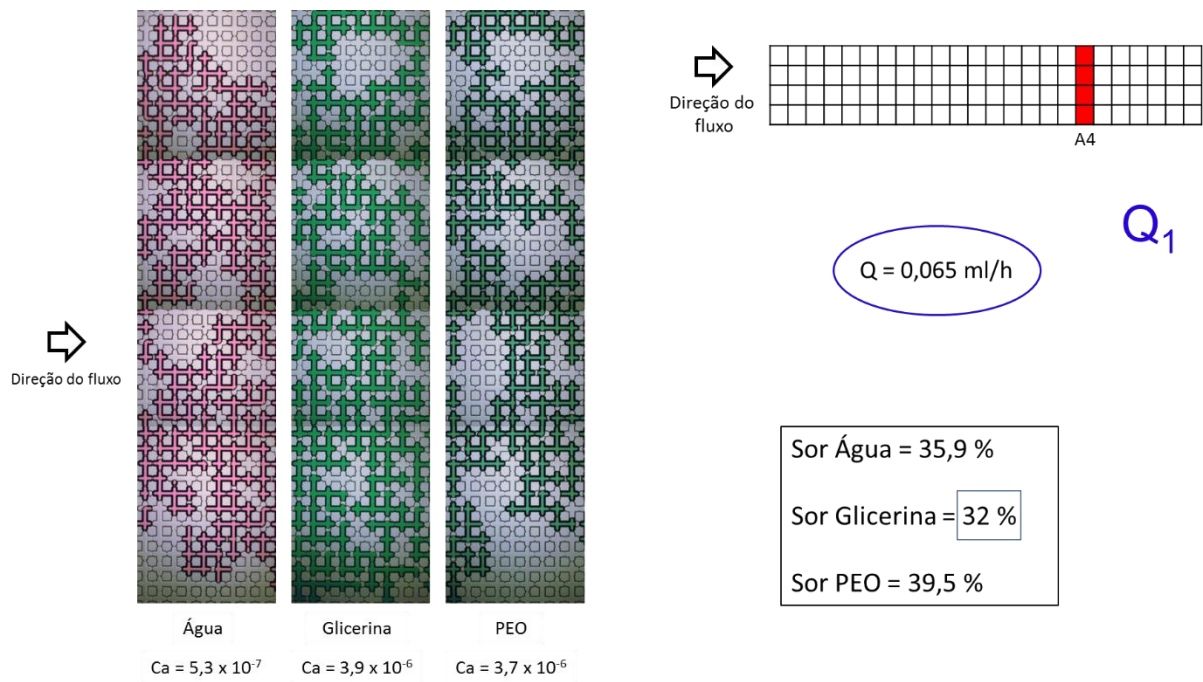 Direção do fluxo
Água
Ca = 5,3 x 10⁻⁷
Glicerina
Ca = 3,9 x 10⁻⁶
PEO
Ca = 3,7 x 10⁻⁶
Direção do
fluxo
A4
Q₁
Q = 0,065 ml/h
Sor Água = 35,9 %
Sor Glicerina = 32 %
Sor PEO = 39,5 %